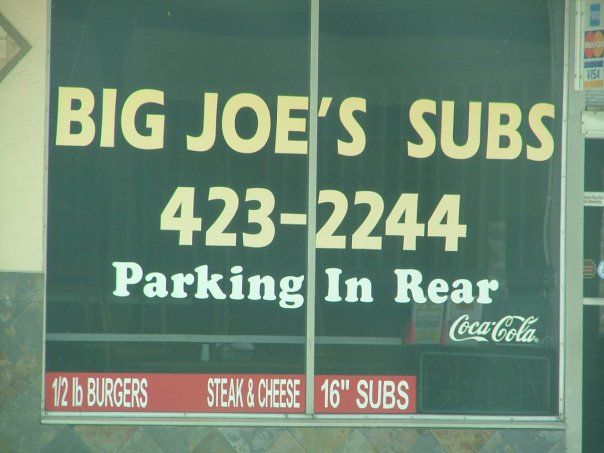 BIG JOE'S SUBS
423-2244
Parking In Rear
Coca-Cola
1/2 lb BURGERS STEAK & CHEESE 16" SUBS
MasterCard
VISA